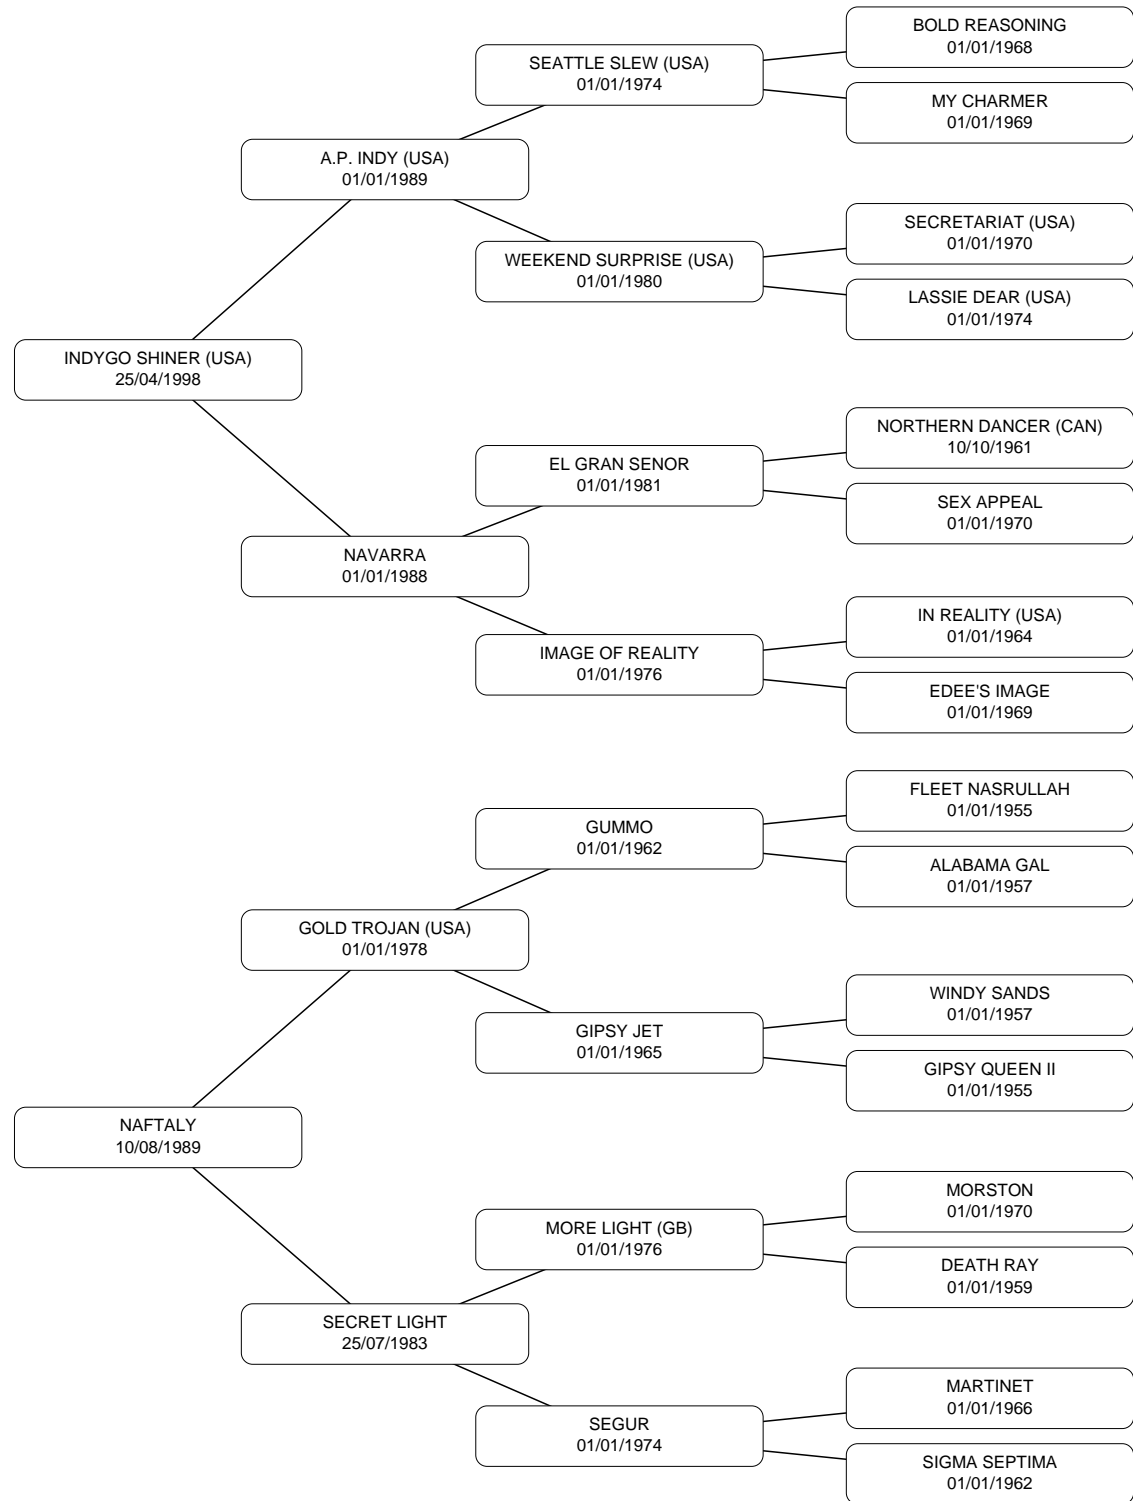 BOLD REASONING
01/01/1968
SEATTLE SLEW (USA)
01/01/1974
MY CHARMER
01/01/1969
A.P. INDY (USA)
01/01/1989
SECRETARIAT (USA)
01/01/1970
WEEKEND SURPRISE (USA)
01/01/1980
LASSIE DEAR (USA)
01/01/1974
INDYGO SHINER (USA)
25/04/1998
NORTHERN DANCER (CAN)
10/10/1961
EL GRAN SENOR
01/01/1981
SEX APPEAL
01/01/1970
NAVARRA
01/01/1988
IN REALITY (USA)
01/01/1964
IMAGE OF REALITY
01/01/1976
EDEE'S IMAGE
01/01/1969
FLEET NASRULLAH
01/01/1955
GUMMO
01/01/1962
ALABAMA GAL
01/01/1957
GOLD TROJAN (USA)
01/01/1978
WINDY SANDS
01/01/1957
GIPSY JET
01/01/1965
GIPSY QUEEN II
01/01/1955
NAFTALY
10/08/1989
MORSTON
01/01/1970
MORE LIGHT (GB)
01/01/1976
DEATH RAY
01/01/1959
SECRET LIGHT
25/07/1983
MARTINET
01/01/1966
SEGUR
01/01/1974
SIGMA SEPTIMA
01/01/1962